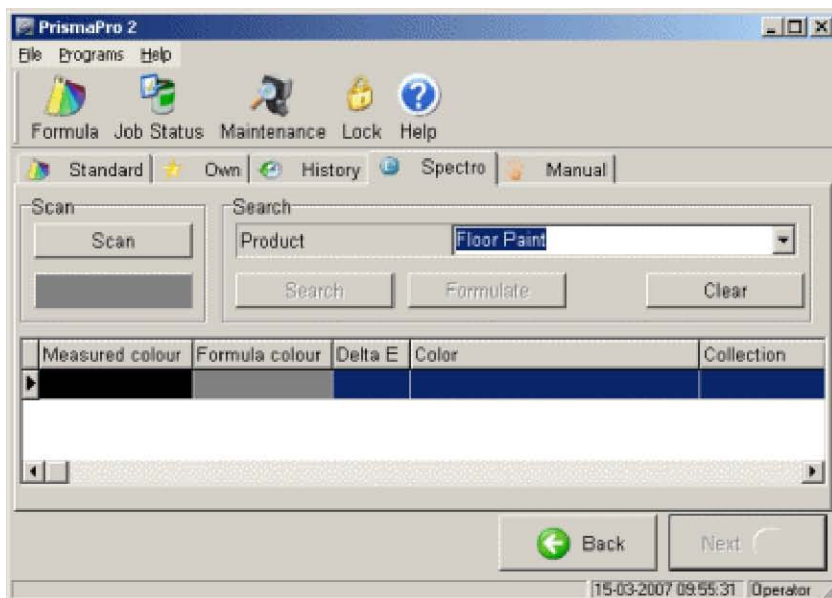 PrismaPro 2
File Programs Help
Formula Job Status Maintenance Lock Help
Standard Own History Spectro Manual
Scan Search
Scan Product Floor Paint
Search Formulate Clear
Measured colour Formula colour Delta E Color Collection
Back Next
15-03-2007 09:55:31 Operator